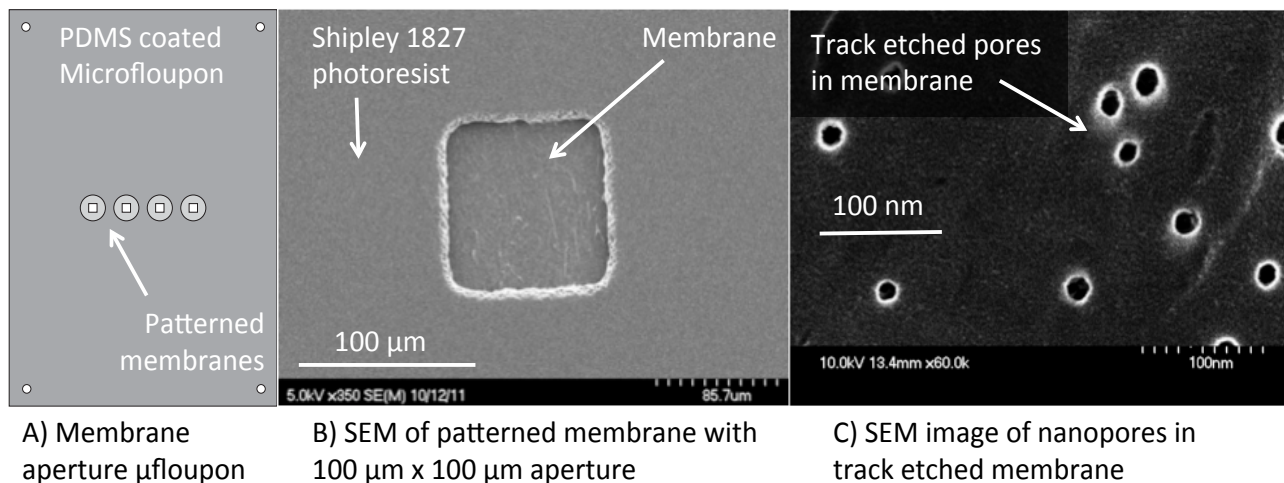 PDMS coated
Microfloupon
Patterned
membranes
Shipley 1827
photoresist
Membrane
100 μm
5.0kV x350 SE(M) 10/12/11
85.7um
Track etched pores
in membrane
100 nm
10.0kV 13.4mm x60.0k
100nm
A) Membrane
aperture μfloupon
B) SEM of patterned membrane with
100 μm x 100 μm aperture
C) SEM image of nanopores in
track etched membrane